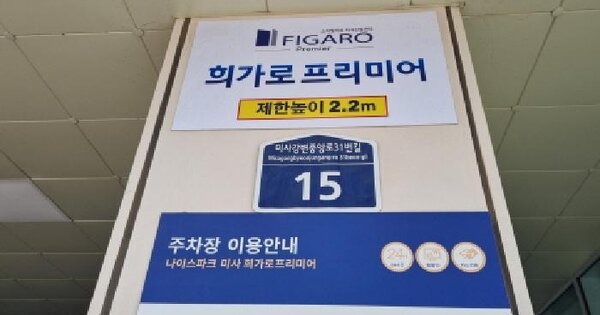 FIGARO
Premier
희가로프리미어
제한높이 2.2m
미사강변중앙로31번길
15
주차장 이용안내
나이스파크 미사 희가로프리미어
24